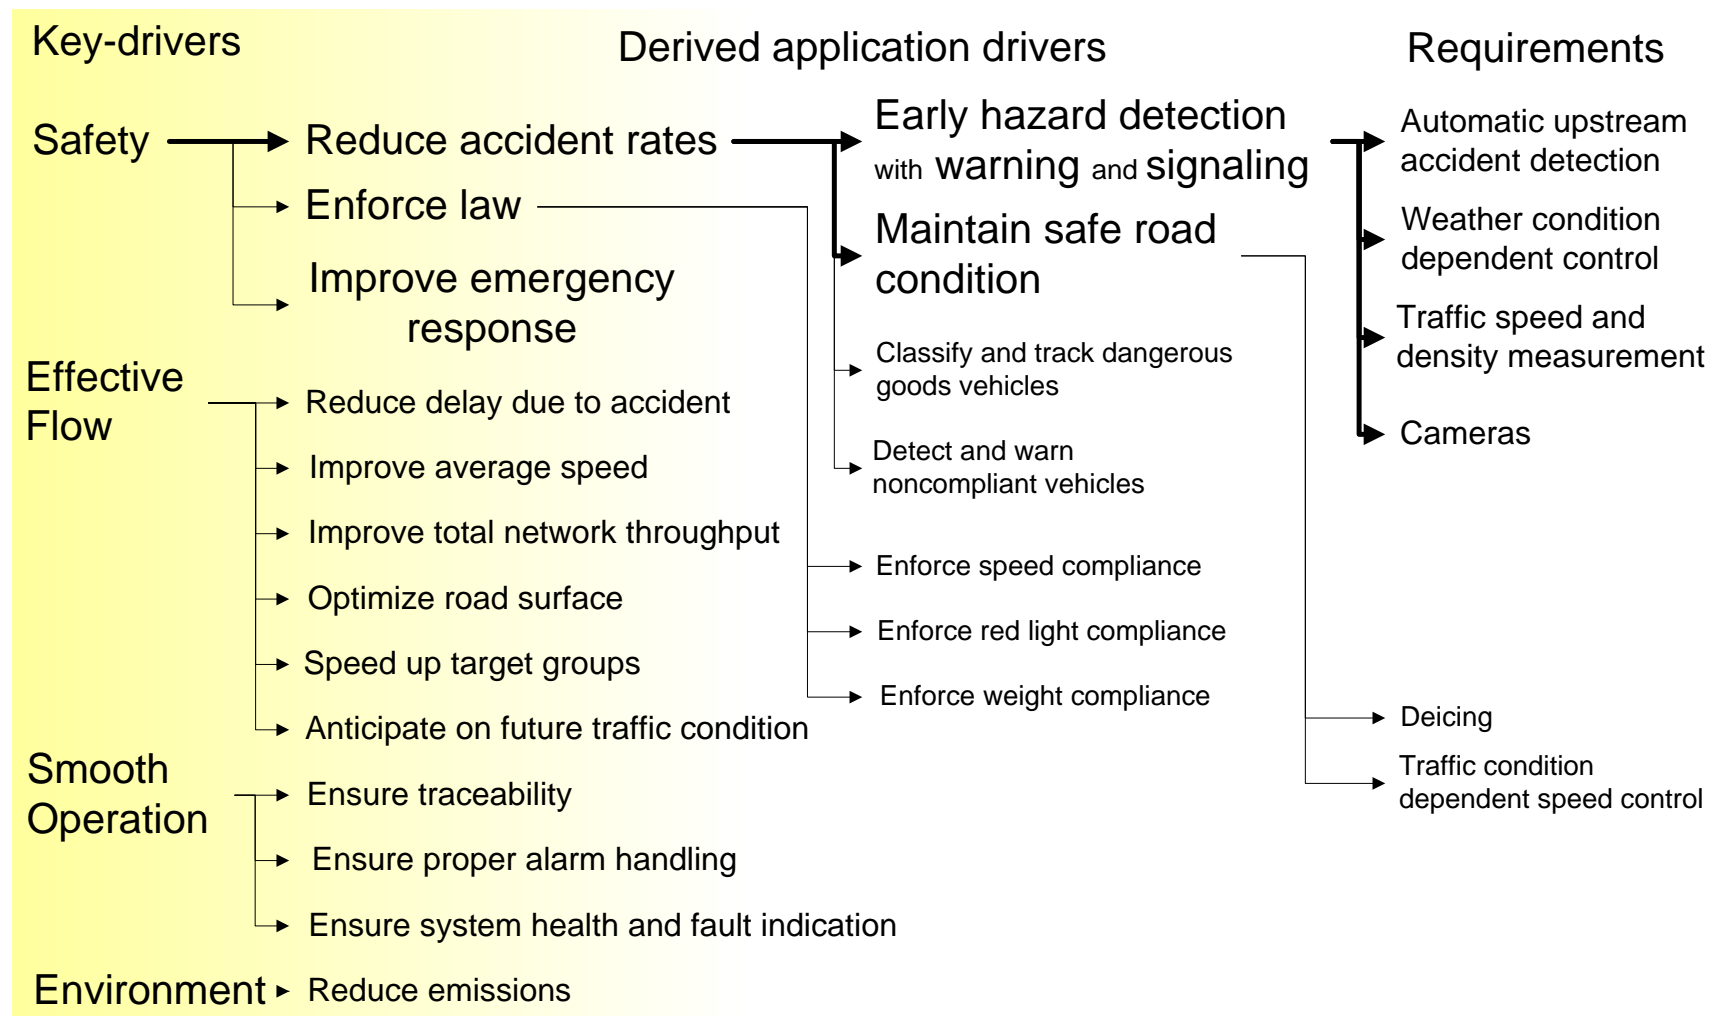 Key-drivers
Derived application drivers
Requirements
Safety
Reduce accident rates
Enforce law
Improve emergency
response
Early hazard detection
with warning and signaling
Maintain safe road
condition
Classify and track dangerous
goods vehicles
Detect and warn
noncompliant vehicles
Enforce speed compliance
Enforce red light compliance
Enforce weight compliance
Automatic upstream
accident detection
Weather condition
dependent control
Traffic speed and
density measurement
Cameras
Deicing
Traffic condition
dependent speed control
Effective
Flow
Reduce delay due to accident
Improve average speed
Improve total network throughput
Optimize road surface
Speed up target groups
Anticipate on future traffic condition
Smooth
Operation
Ensure traceability
Ensure proper alarm handling
Ensure system health and fault indication
Environment
Reduce emissions